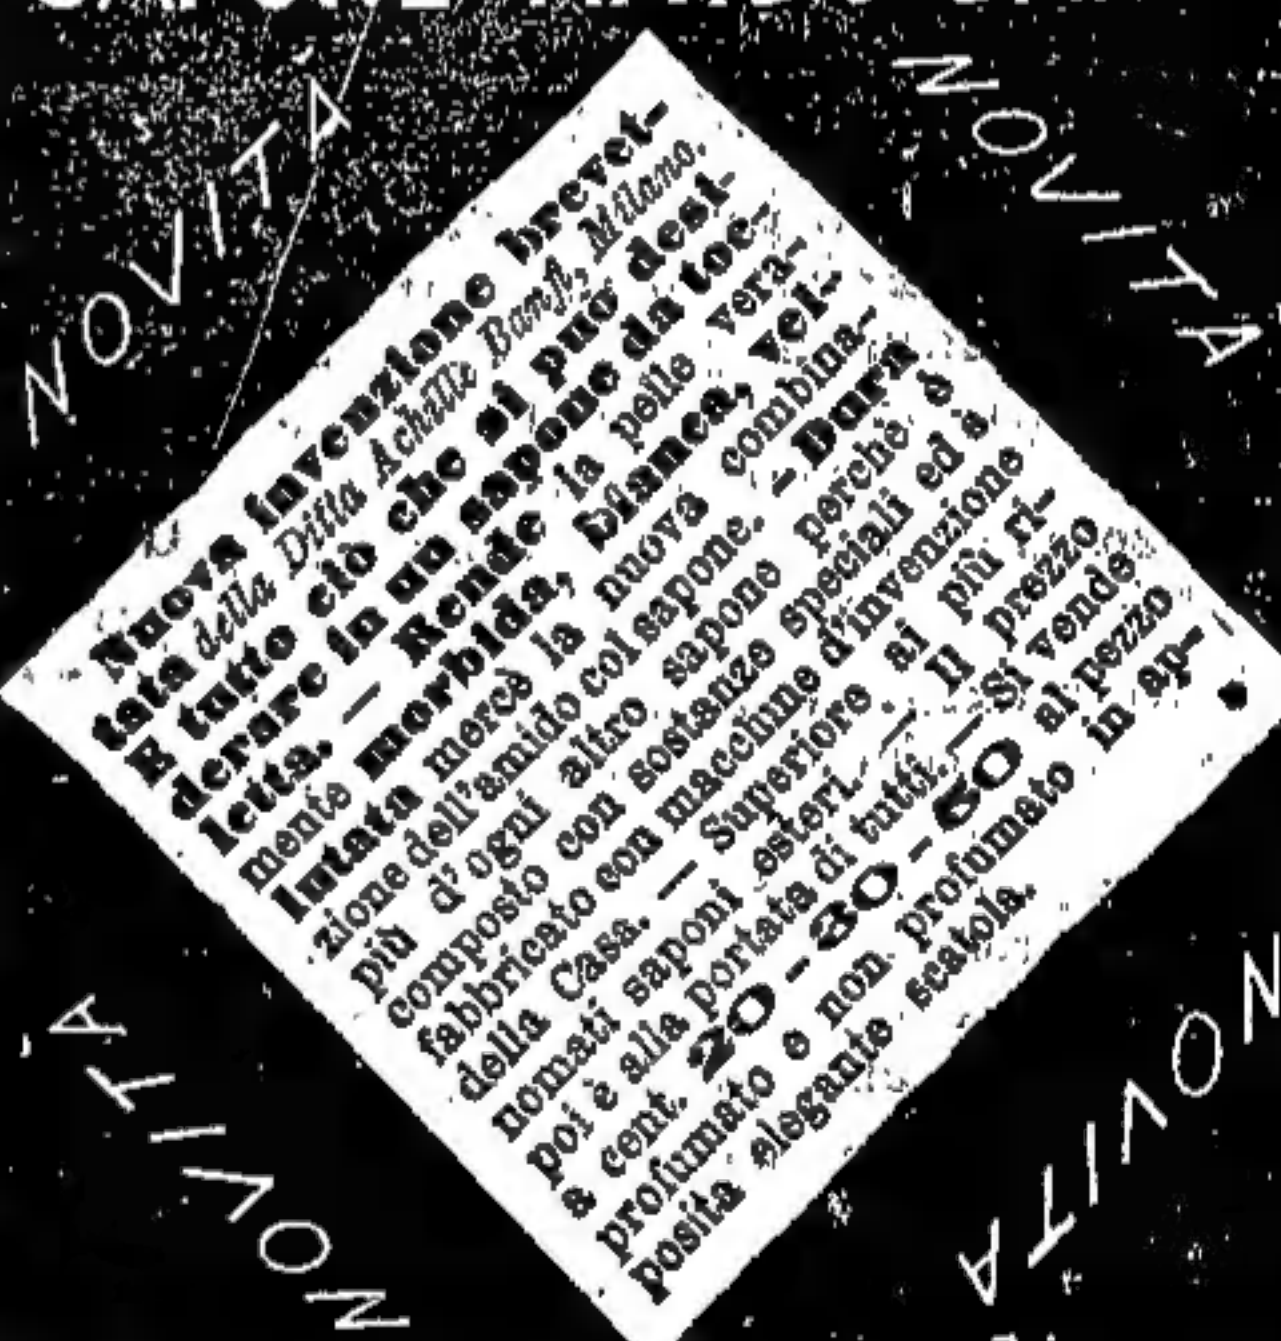 NOVITÀ
NOVITÀ
Nuova invenzione brevet-
tata della Ditta Achille Banfi, Milano.
E tutto ciò che si può desi-
derare in un sapone da toe-
letta. — Rende la pelle vera-
mente morbida, bianca, vel-
lutata mercè la nuova combina-
zione dell'amido col sapone. — Dura
più d'ogni altro sapone perchè è
composto con sostanze speciali ed è
fabbricato con macchine d'invenzione
della Casa. — Superiore ai più ri-
nomati saponi esteri. — Il prezzo
poi è alla portata di tutti. — Si vende
a cent. 20 - 30 - 50 al pezzo
profumato e non profumato in ap-
posita elegante scatola.
NOVITA
NOVITA